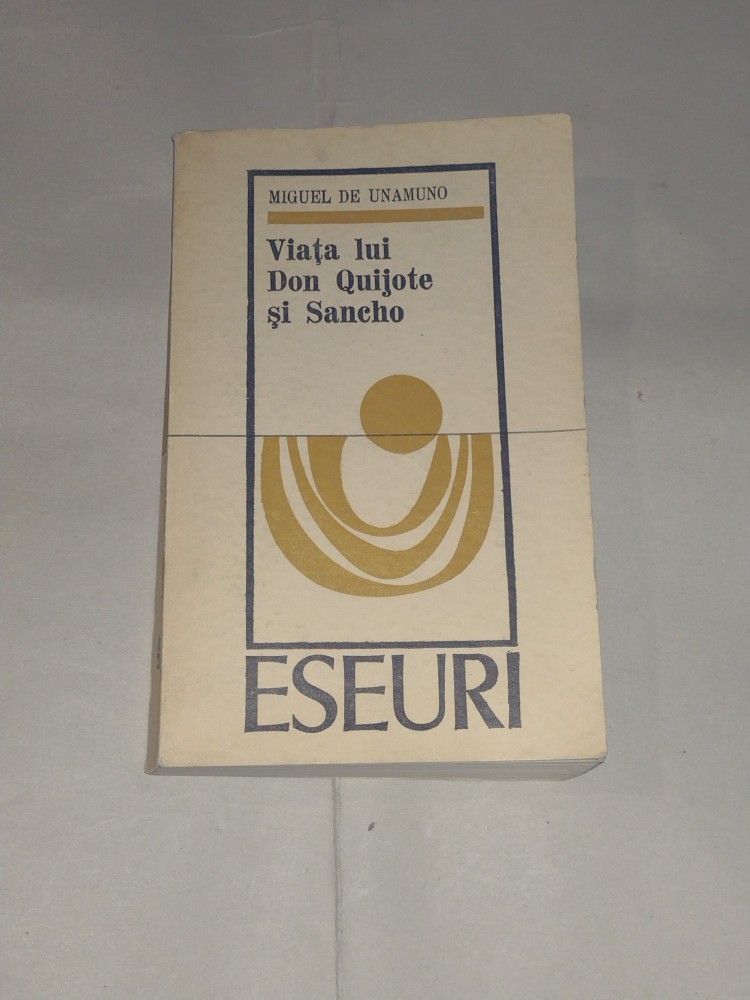 MIGUEL DE UNAMUNO
Viaţa lui
Don Quijote
şi Sancho
ESEURI